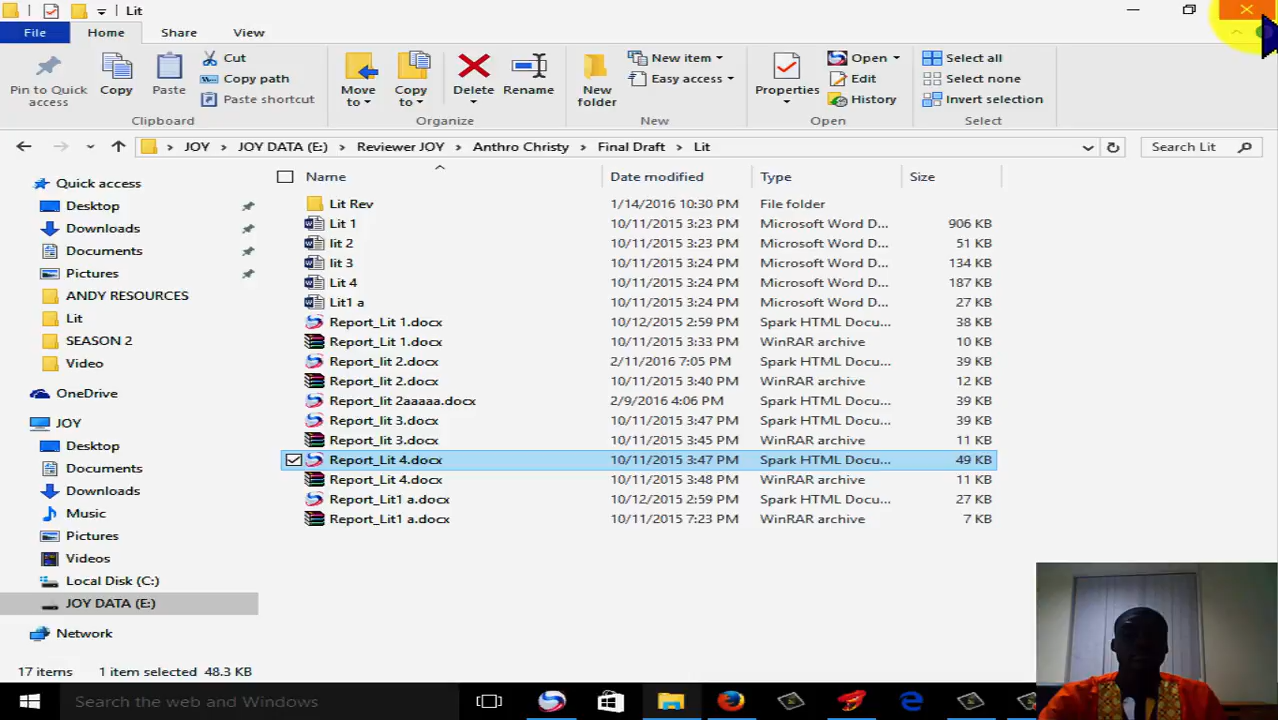 Lit
File Home Share View
Pin to Quick access
Copy
Paste
Cut
Copy path
Paste shortcut
Clipboard
Move to
Copy to
Delete
Rename
Organize
New folder
New item
Easy access
New
Properties
Open
Edit
History
Open
Select all
Select none
Invert selection
Select
JOY JOY DATA (E:) Reviewer JOY Anthro Christy Final Draft Lit
Search Lit
Quick access
Desktop
Downloads
Documents
Pictures
ANDY RESOURCES
Lit
SEASON 2
Video
OneDrive
JOY
Desktop
Documents
Downloads
Music
Pictures
Videos
Local Disk (C:)
JOY DATA (E:)
Network
Name Date modified Type Size
Lit Rev 1/14/2016 10:30 PM File folder
Lit 1 10/11/2015 3:23 PM Microsoft Word D... 906 KB
lit 2 10/11/2015 3:23 PM Microsoft Word D... 51 KB
lit 3 10/11/2015 3:24 PM Microsoft Word D... 134 KB
Lit 4 10/11/2015 3:24 PM Microsoft Word D... 187 KB
Lit1 a 10/11/2015 3:24 PM Microsoft Word D... 27 KB
Report_Lit 1.docx 10/12/2015 2:59 PM Spark HTML Docu... 38 KB
Report_Lit 1.docx 10/11/2015 3:33 PM WinRAR archive 10 KB
Report_lit 2.docx 2/11/2016 7:05 PM Spark HTML Docu... 39 KB
Report_lit 2.docx 10/11/2015 3:40 PM WinRAR archive 12 KB
Report_lit 2aaaaa.docx 2/9/2016 4:06 PM Spark HTML Docu... 39 KB
Report_lit 3.docx 10/11/2015 3:47 PM Spark HTML Docu... 39 KB
Report_lit 3.docx 10/11/2015 3:45 PM WinRAR archive 11 KB
Report_Lit 4.docx 10/11/2015 3:47 PM Spark HTML Docu... 49 KB
Report_Lit 4.docx 10/11/2015 3:48 PM WinRAR archive 11 KB
Report_Lit1 a.docx 10/12/2015 2:59 PM Spark HTML Docu... 27 KB
Report_Lit1 a.docx 10/11/2015 7:23 PM WinRAR archive 7 KB
17 items 1 item selected 48.3 KB
Search the web and Windows